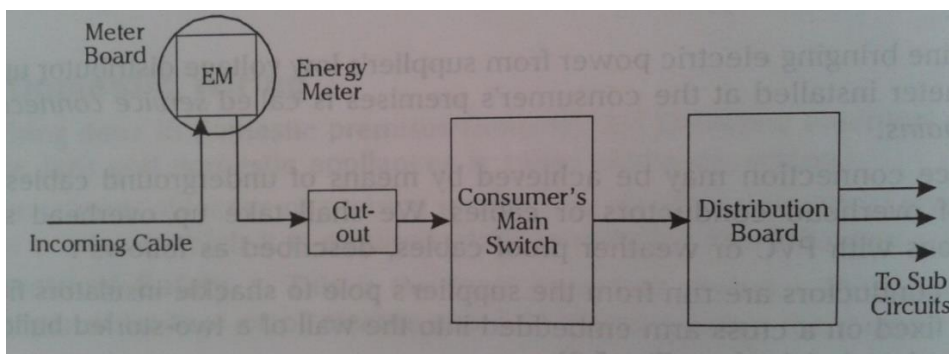 Meter
Board
EM
Energy
Meter
Incoming Cable
Cut-
out
Consumer's
Main
Switch
Distribution
Board
To Sub
Circuits